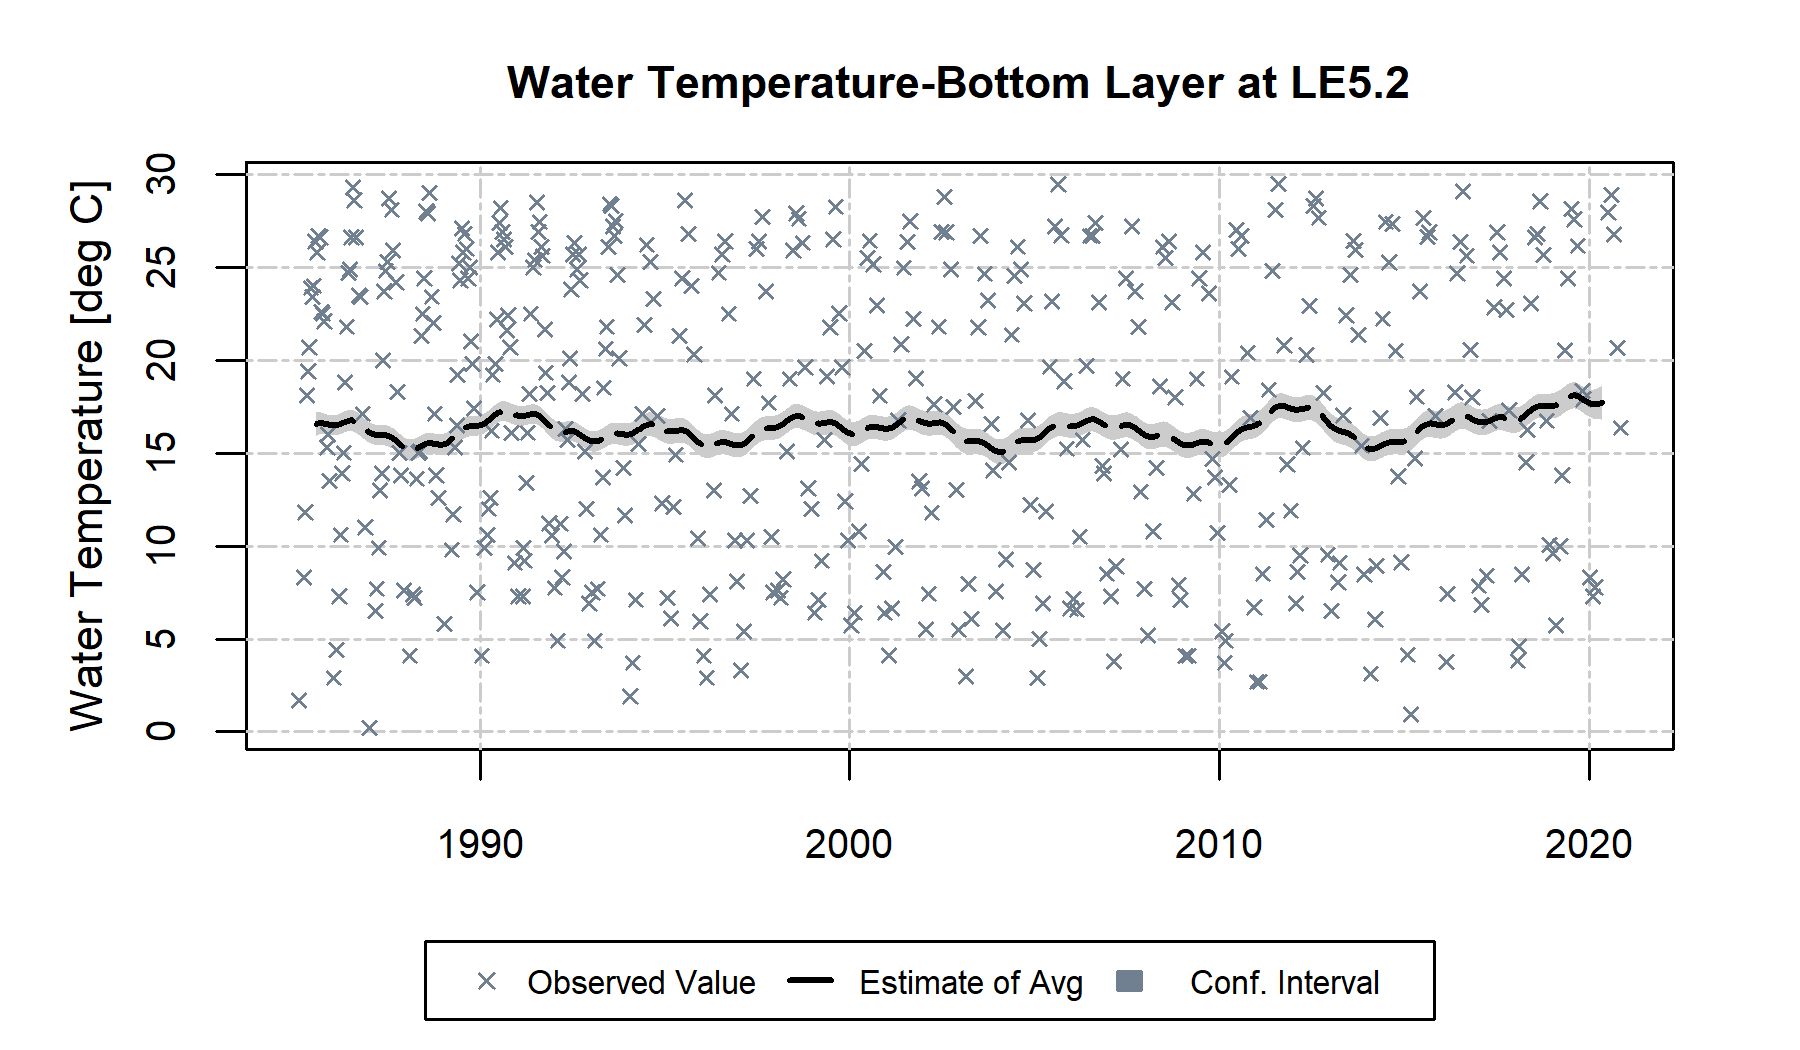 Water Temperature-Bottom Layer at LE5.2
Water Temperature [deg C]
30
25
20
15
10
5
0
1990 2000 2010 2020
Observed Value Estimate of Avg Conf. Interval